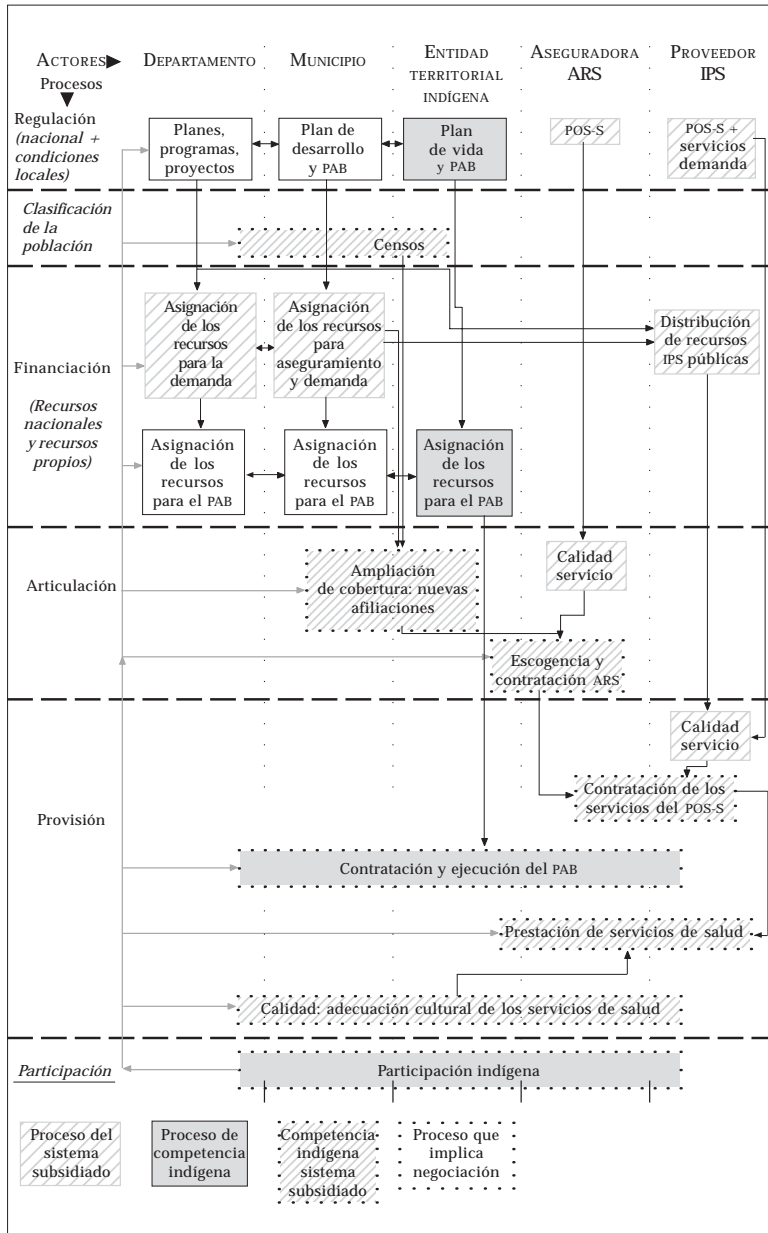 ACTORES
DEPARTAMENTO
MUNICIPIO
ENTIDAD
TERRITORIAL
INDÍGENA
ASEGURADORA
ARS
PROVEEDOR
IPS
Procesos
Regulación
(nacional +
condiciones
locales)
Planes,
programas,
proyectos
Plan de
desarrollo
y PAB
Plan
de vida
y PAB
POS-S
POS-S +
servicios
demanda
Clasificación
de la
población
Censos
Financiación
(Recursos
nacionales
y recursos
propios)
Asignación
de los
recursos
para la
demanda
Asignación
de los recursos
para
aseguramiento
y demanda
Distribución
de recursos
IPS públicas
Asignación
de los
recursos
para el PAB
Asignación
de los
recursos
para el PAB
Asignación
de los
recursos
para el PAB
Articulación
Ampliación
de cobertura: nuevas
afiliaciones
Calidad
servicio
Escogencia y
contratación ARS
Provisión
Calidad
servicio
Contratación de los
servicios del POS-S
Contratación y ejecución del PAB
Prestación de servicios de salud
Calidad: adecuación cultural de los servicios de salud
Participación
Participación indígena
Proceso del
sistema
subsidiado
Proceso de
competencia
indígena
Competencia
indígena
sistema
subsidiado
Proceso que
implica
negociación